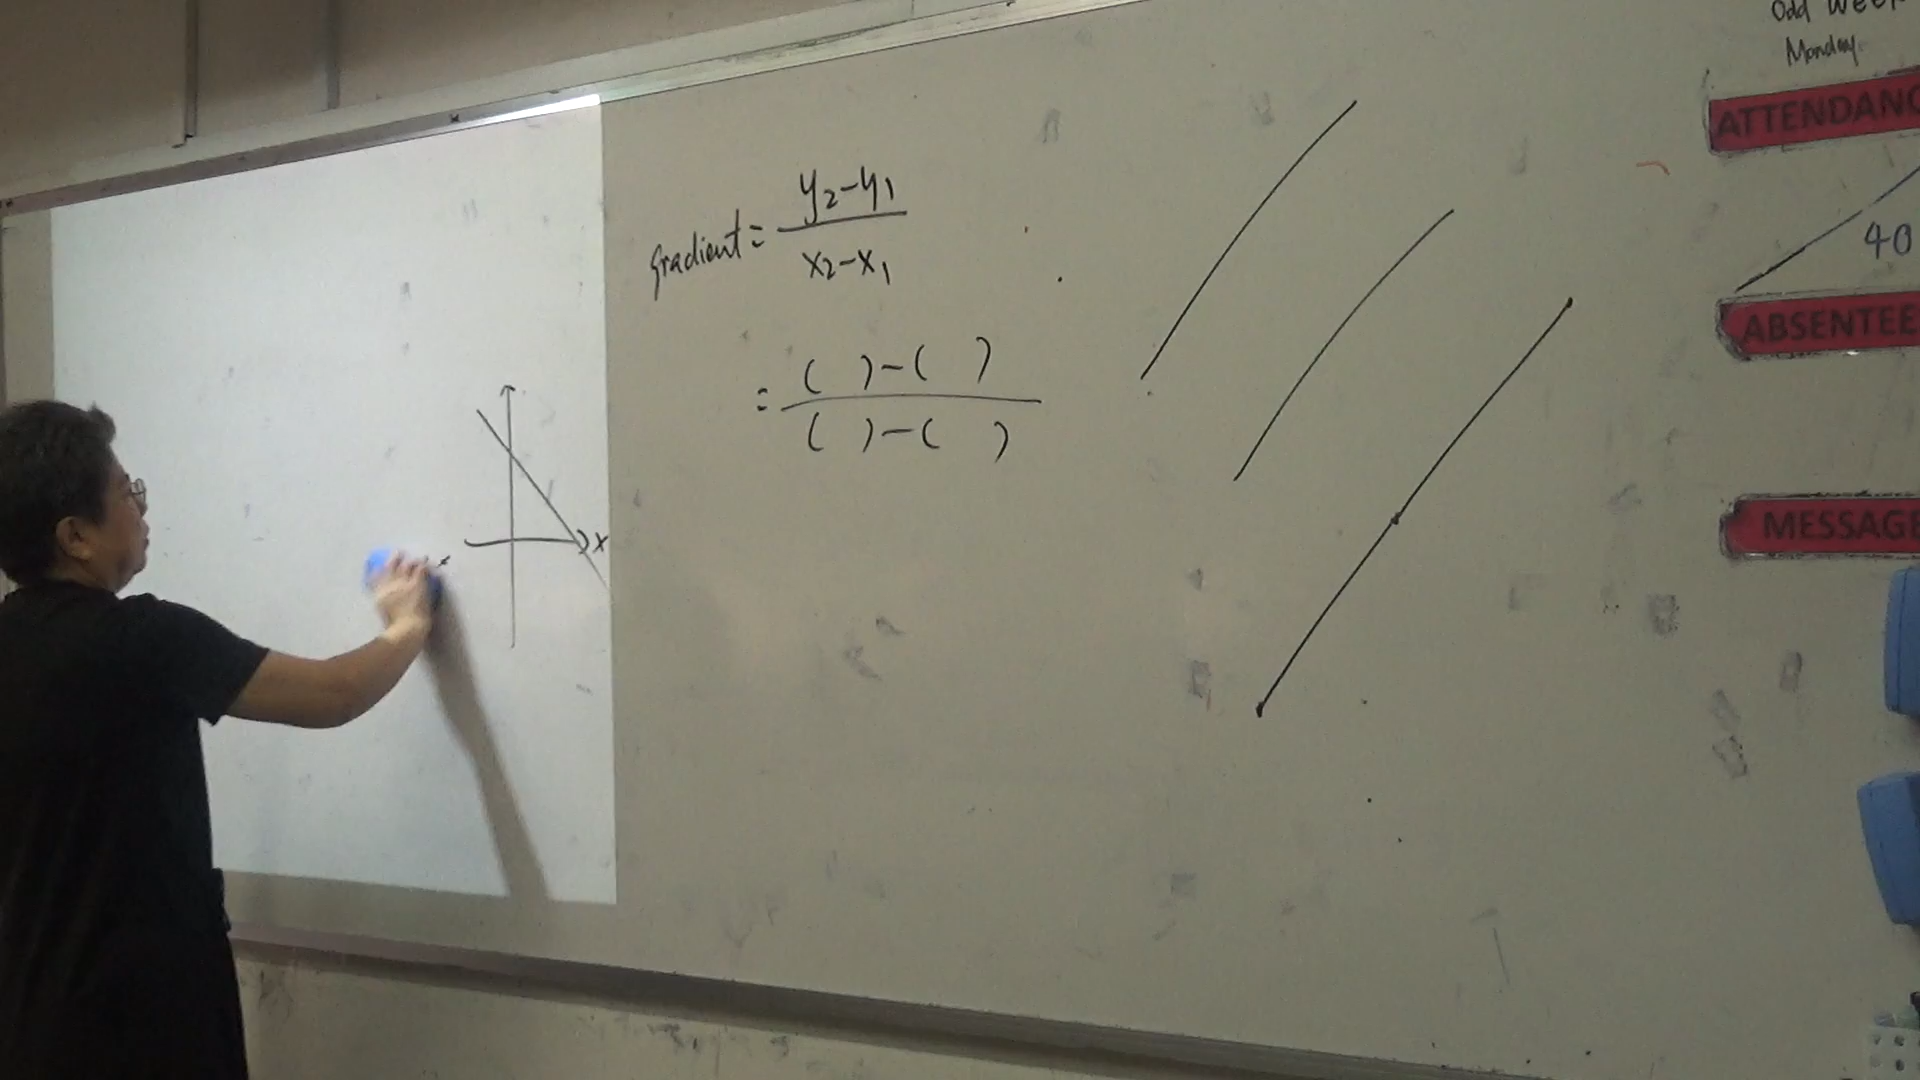 gradient = y2-y1 / x2-x1
= ( )-( ) / ( )-( )
x
Odd Week
Monday
ATTENDANC
40
ABSENTEE
MESSAGE